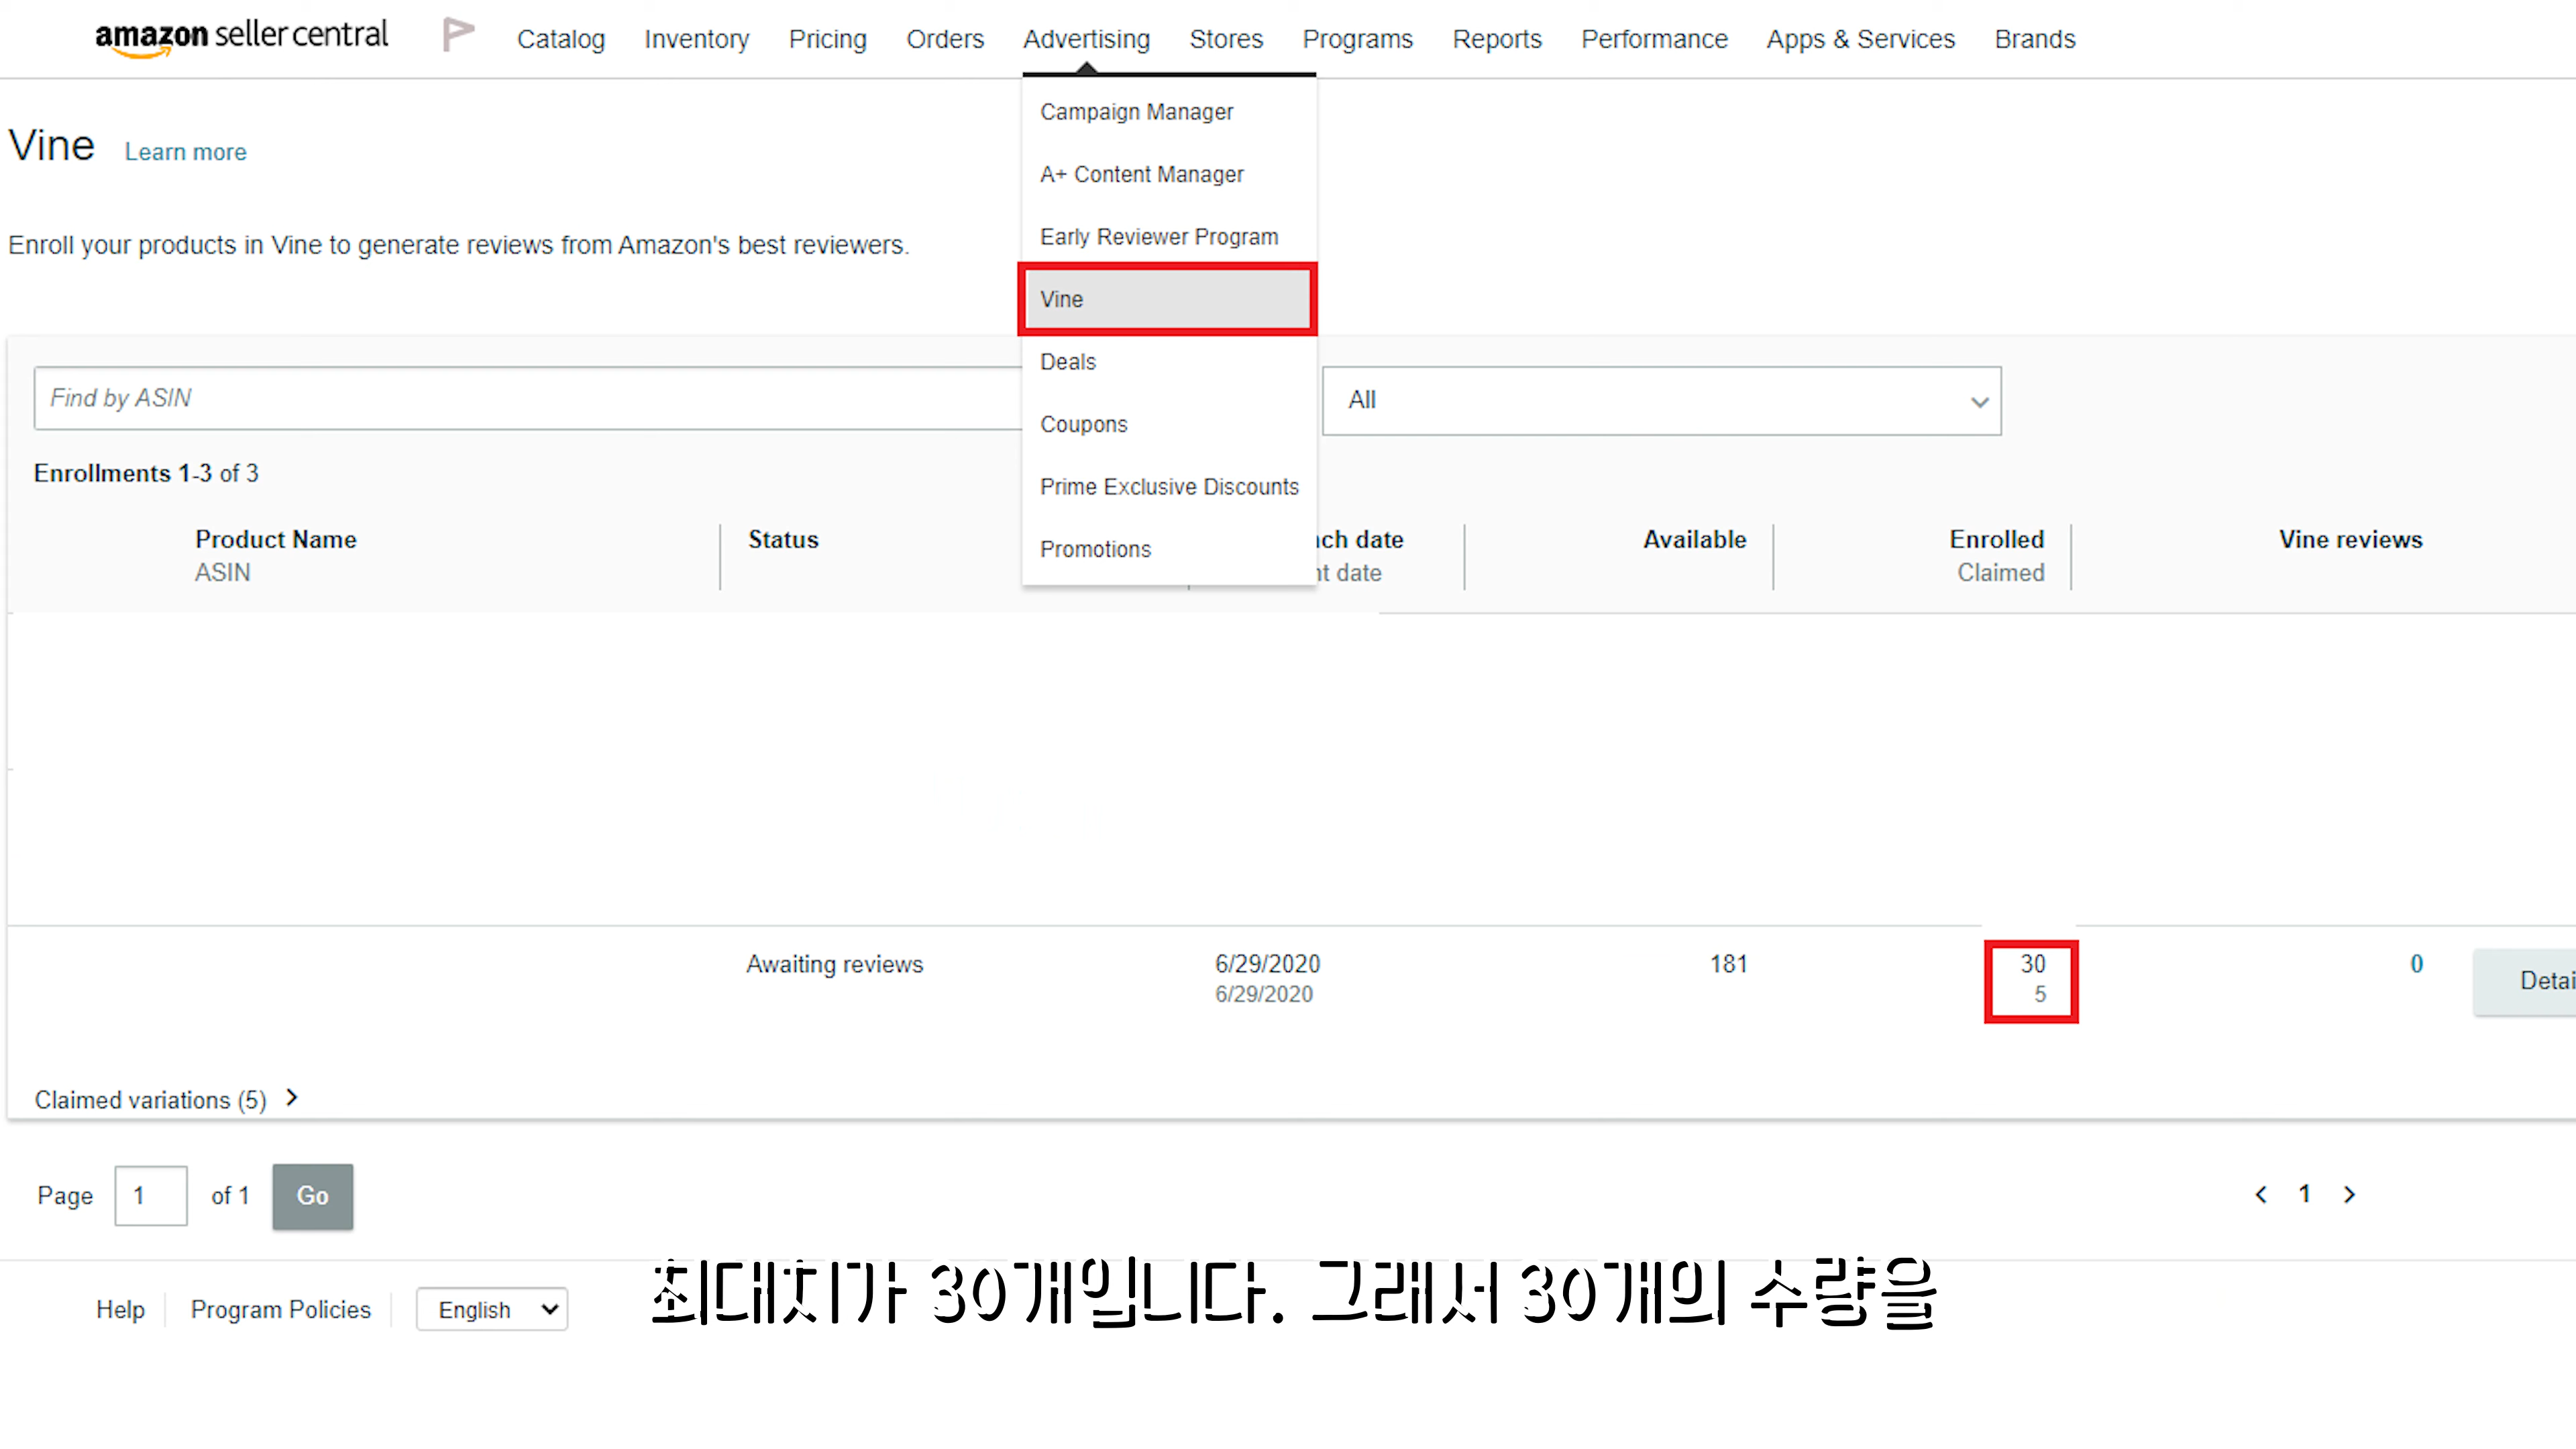 amazon seller central
Catalog Inventory Pricing Orders Advertising Stores Programs Reports Performance Apps & Services Brands
Campaign Manager
A+ Content Manager
Early Reviewer Program
Vine
Deals
Coupons
Prime Exclusive Discounts
Promotions
Vine Learn more
Enroll your products in Vine to generate reviews from Amazon's best reviewers.
Find by ASIN
All
Enrollments 1-3 of 3
Product Name Status date Available Enrolled Vine reviews
ASIN date Claimed
Awaiting reviews 6/29/2020 181 30 0
6/29/2020 5
Claimed variations (5)
Page 1 of 1 Go
< 1 >
Help Program Policies English
최대치가 30개입니다. 그래서 30개의 수량을